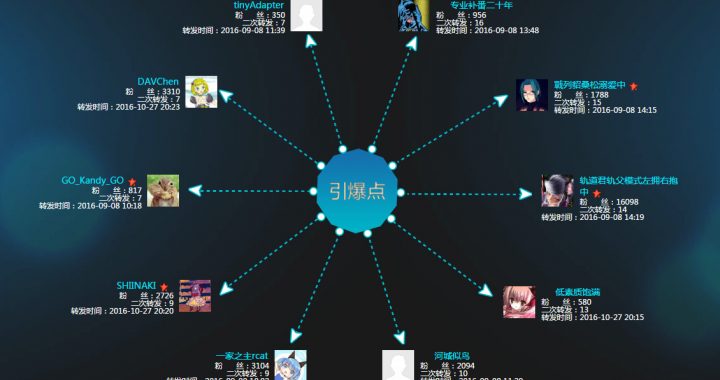 tinyAdapter
粉 丝：350
二次转发：7
转发时间：2016-09-08 11:39
专业补番二十年
粉 丝：956
二次转发：16
转发时间：2016-09-08 13:48
DAVChen
粉 丝：3310
二次转发：7
转发时间：2016-10-27 20:23
戰列貂桑松溺爱中
粉 丝：1788
二次转发：15
转发时间：2016-09-08 14:15
引爆点
GO_Kandy_GO
粉 丝：817
二次转发：7
转发时间：2016-09-08 10:18
轨道君轨父模式左拥右抱
中
粉 丝：16098
二次转发：14
转发时间：2016-09-08 14:19
SHIINAKI
粉 丝：2726
二次转发：9
转发时间：2016-10-27 20:20
低素质饱满
粉 丝：580
二次转发：13
转发时间：2016-10-27 20:15
一家之主rcat
粉 丝：3104
二次转发：9
河城似鸟
粉 丝：2094
二次转发：10